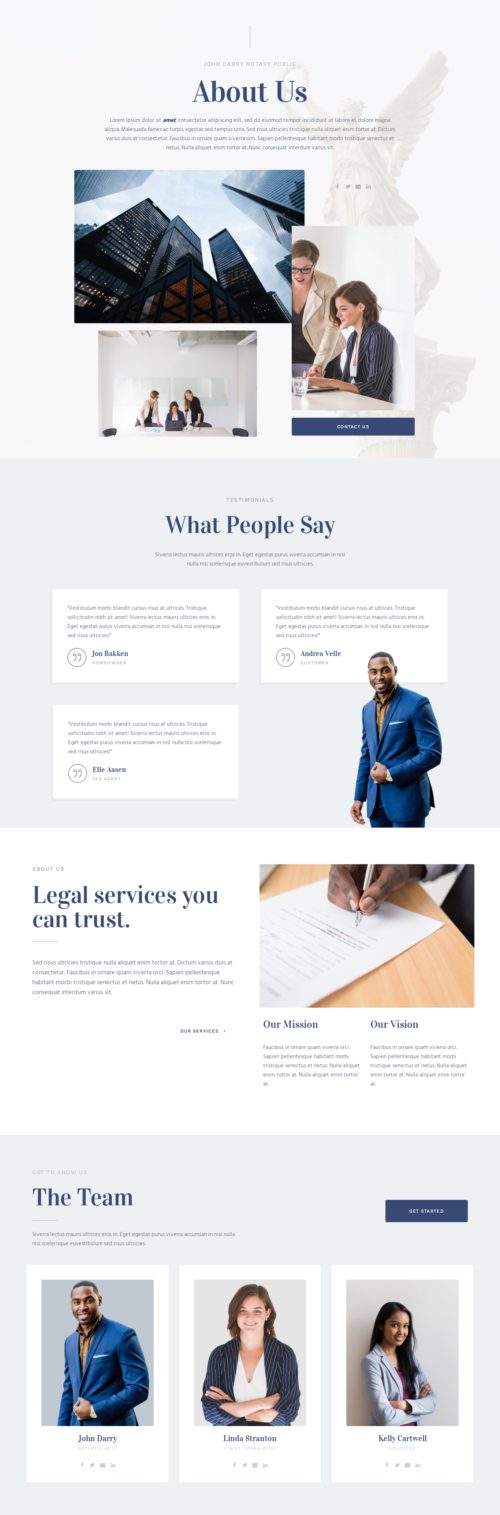 JOHN DARRY NOTARY PUBLIC
About Us
Lorem ipsum dolor sit amet, consectetur adipiscing elit, sed do eiusmod tempor incididunt ut labore et dolore magna
aliqua. Malesuada fames ac turpis egestas sed tempus urna. Sed risus ultricies tristique nulla aliquet enim tortor at. Dictum
varius duis at consectetur. Faucibus in ornare quam viverra orci. Sapien pellentesque habitant morbi tristique senectus et
netus. Nulla aliquet enim tortor at. Nunc consequat interdum varius sit.
CONTACT US
TESTIMONIALS
What People Say
Siverra lectus mauris ultrices eros in. Eget egestas purus viverra accumsan in nisl
nulla nisi scelerisque euvestibulum sed risus ultricies.
"Vestibulum morbi blandit cursus risus at ultrices. Tristique
sollicitudin nibh sit amet! Siverra lectus mauris ultrices eros in.
Eget egestas purus viverra accumsan in nisl nulla nisi scelerisque
sed risus ultricies!"
Jon Bakken
HOMEOWNER
"Vestibulum morbi blandit cursus risus at ultrices. Tristique
sollicitudin nibh sit amet! Siverra lectus mauris ultrices eros in.
Eget egestas purus viverra accumsan in nisl nulla nisi scelerisque
sed risus ultricies!"
Andrea Velle
CUSTOMER
"Vestibulum morbi blandit cursus risus at ultrices. Tristique
sollicitudin nibh sit amet! Siverra lectus mauris ultrices eros in.
Eget egestas purus viverra accumsan in nisl nulla nisi scelerisque
sed risus ultricies!"
Elle Aasen
TAX AGENT
ABOUT US
Legal services you
can trust.
Sed risus ultricies tristique nulla aliquet enim tortor at. Dictum varius duis at
consectetur. Faucibus in ornare quam viverra orci. Sapien pellentesque
habitant morbi tristique senectus et netus. Nulla aliquet enim tortor at. Nunc
consequat interdum varius sit.
OUR SERVICES
Our Mission
Faucibus in ornare quam viverra orci.
Sapien pellentesque habitant morbi
tristique senectus et netus. Nulla aliquet
enim tortor at. Nulla aliquet enim tortor
at.
Our Vision
Faucibus in ornare quam viverra orci.
Sapien pellentesque habitant morbi
tristique senectus et netus. Nulla aliquet
enim tortor at. Nulla aliquet enim tortor
at.
GET TO KNOW US
The Team
Siverra lectus mauris ultrices eros in. Eget egestas purus viverra accumsan in nisl nulla
nisi scelerisque euvestibulum sed risus ultricies.
GET STARTED
John Darry
NOTARY PUBLIC
Linda Stranton
COURT TRANSLATOR
Kelly Cartwell
SOLICITOR